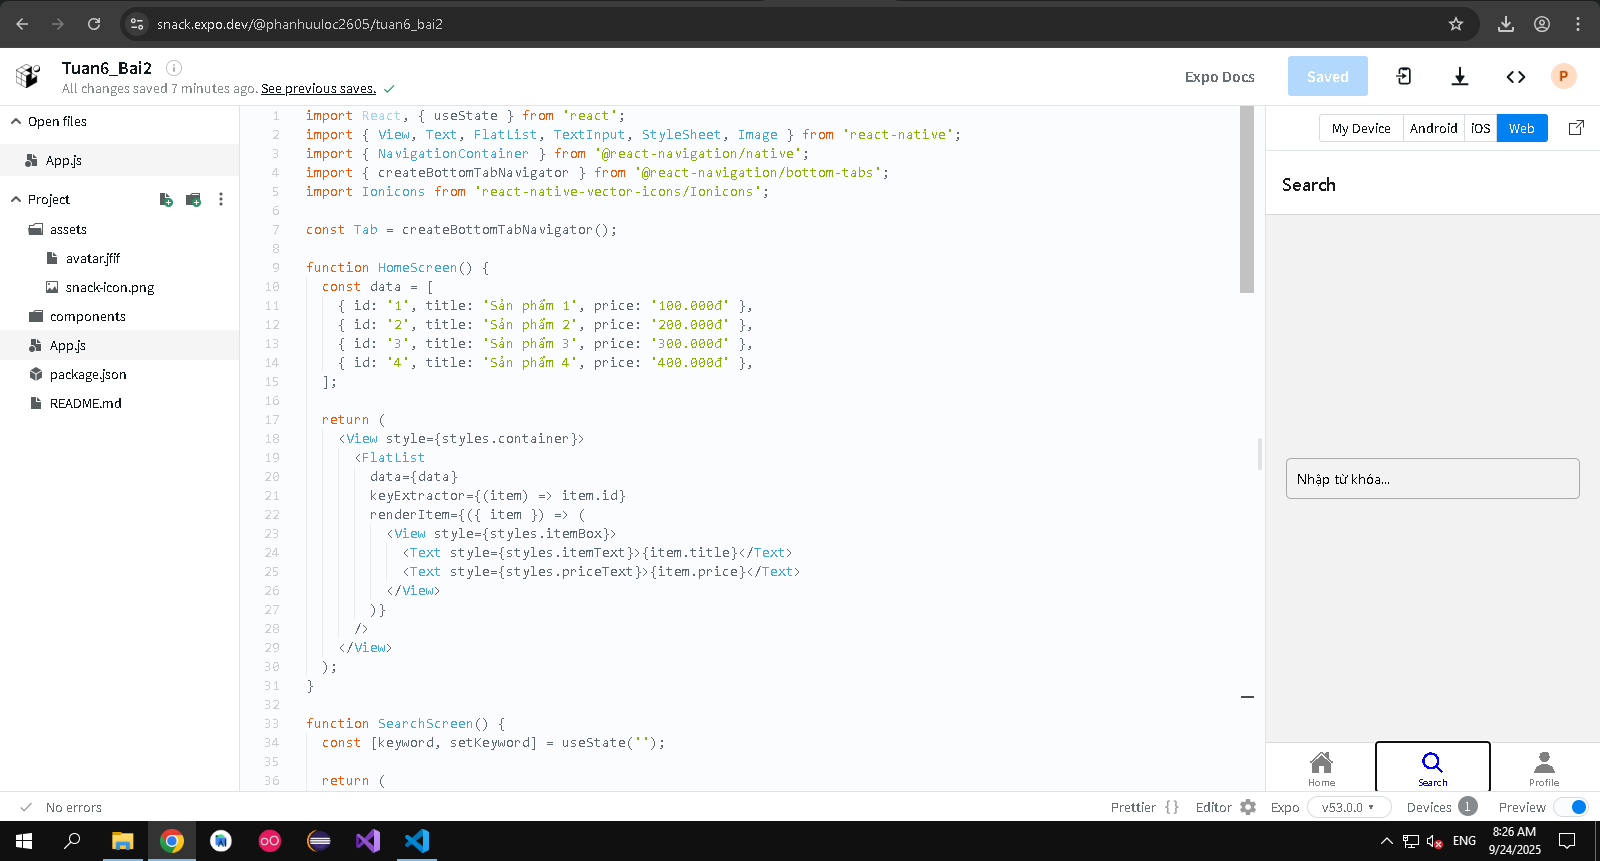 snack.expo.dev/@phanhuuloc2605/tuan6_bai2
Tuan6_Bai2
All changes saved 7 minutes ago. See previous saves.
Expo Docs
Saved
P
Open files
App.js
Project
assets
avatar.jfif
snack-icon.png
components
App.js
package.json
README.md
1 import React, { useState } from 'react';
2 import { View, Text, FlatList, TextInput, StyleSheet, Image } from 'react-native';
3 import { NavigationContainer } from '@react-navigation/native';
4 import { createBottomTabNavigator } from '@react-navigation/bottom-tabs';
5 import Ionicons from 'react-native-vector-icons/Ionicons';
6
7 const Tab = createBottomTabNavigator();
8
9 function HomeScreen() {
10 const data = [
11 { id: '1', title: 'Sản phẩm 1', price: '100.000đ' },
12 { id: '2', title: 'Sản phẩm 2', price: '200.000đ' },
13 { id: '3', title: 'Sản phẩm 3', price: '300.000đ' },
14 { id: '4', title: 'Sản phẩm 4', price: '400.000đ' },
15 ];
16
17 return (
18 <View style={styles.container}>
19 <FlatList
20 data={data}
21 keyExtractor={(item) => item.id}
22 renderItem={({ item }) => (
23 <View style={styles.itemBox}>
24 <Text style={styles.itemText}>{item.title}</Text>
25 <Text style={styles.priceText}>{item.price}</Text>
26 </View>
27 )}
28 />
29 </View>
30 );
31 }
32
33 function SearchScreen() {
34 const [keyword, setKeyword] = useState('');
35
36 return (
My Device Android iOS Web
Search
Nhập từ khóa...
Home Search Profile
No errors
Prettier {} Editor Expo v53.0.0 Devices 1 Preview
ENG
8:26 AM
9/24/2025